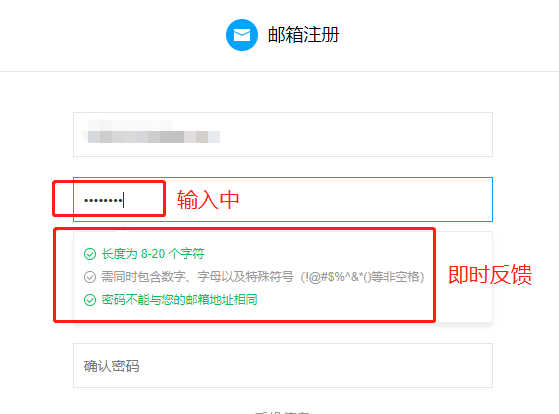 邮箱注册
••••••••
输入中
长度为 8-20 个字符
需同时包含数字、字母以及特殊符号（!@#$%^&*()等非空格）
即时反馈
密码不能与您的邮箱地址相同
确认密码